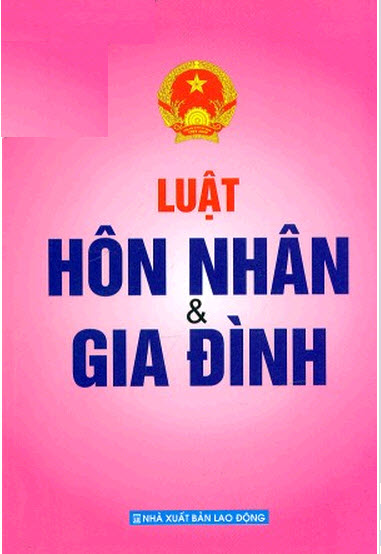 LUẬT
HÔN NHÂN
&
GIA ĐÌNH
NHÀ XUẤT BẢN LAO ĐỘNG